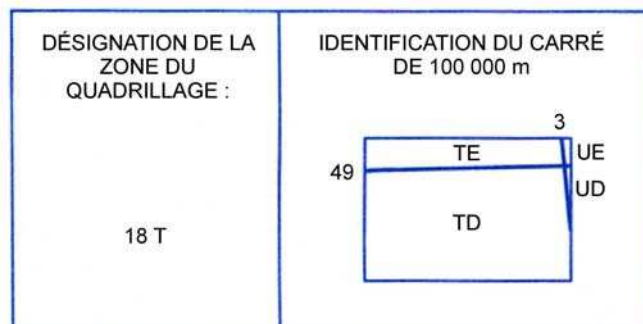 DÉSIGNATION DE LA
ZONE DU
QUADRILLAGE :
18 T
IDENTIFICATION DU CARRÉ
DE 100 000 m
3
TE
UE
49
UD
TD